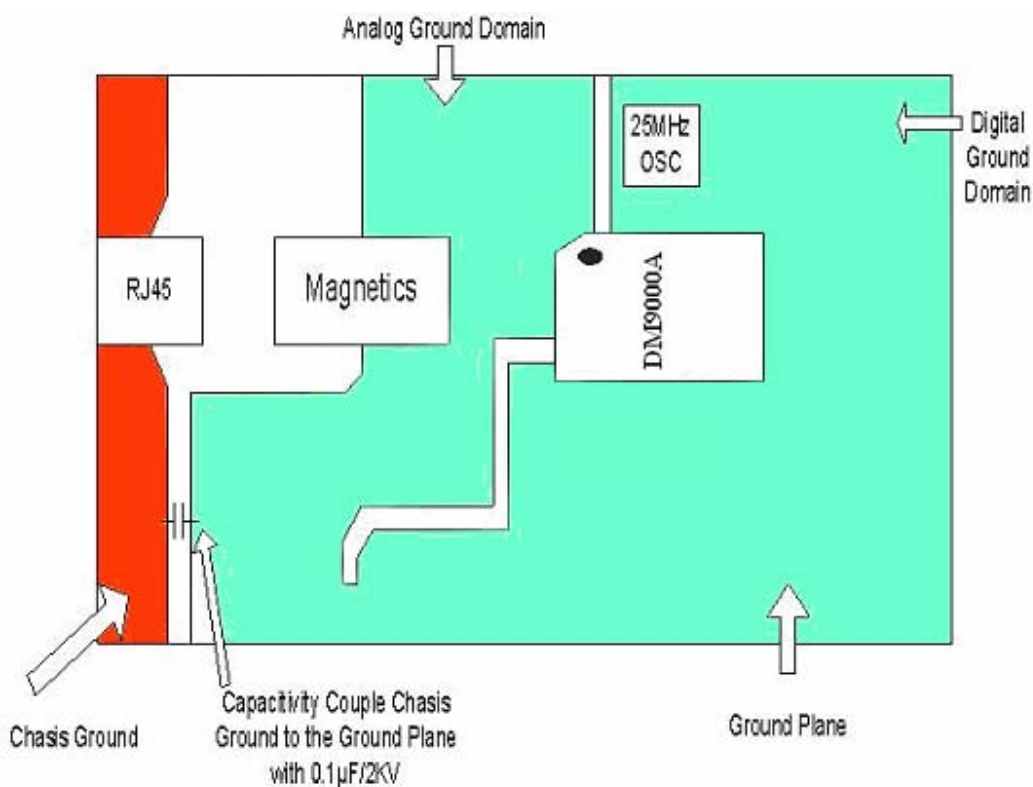 Analog Ground Domain
25MHz
OSC
Digital
Ground
Domain
RJ45
Magnetics
DM9000A
Chasis Ground
Capacitivity Couple Chasis
Ground to the Ground Plane
with 0.1µF/2KV
Ground Plane